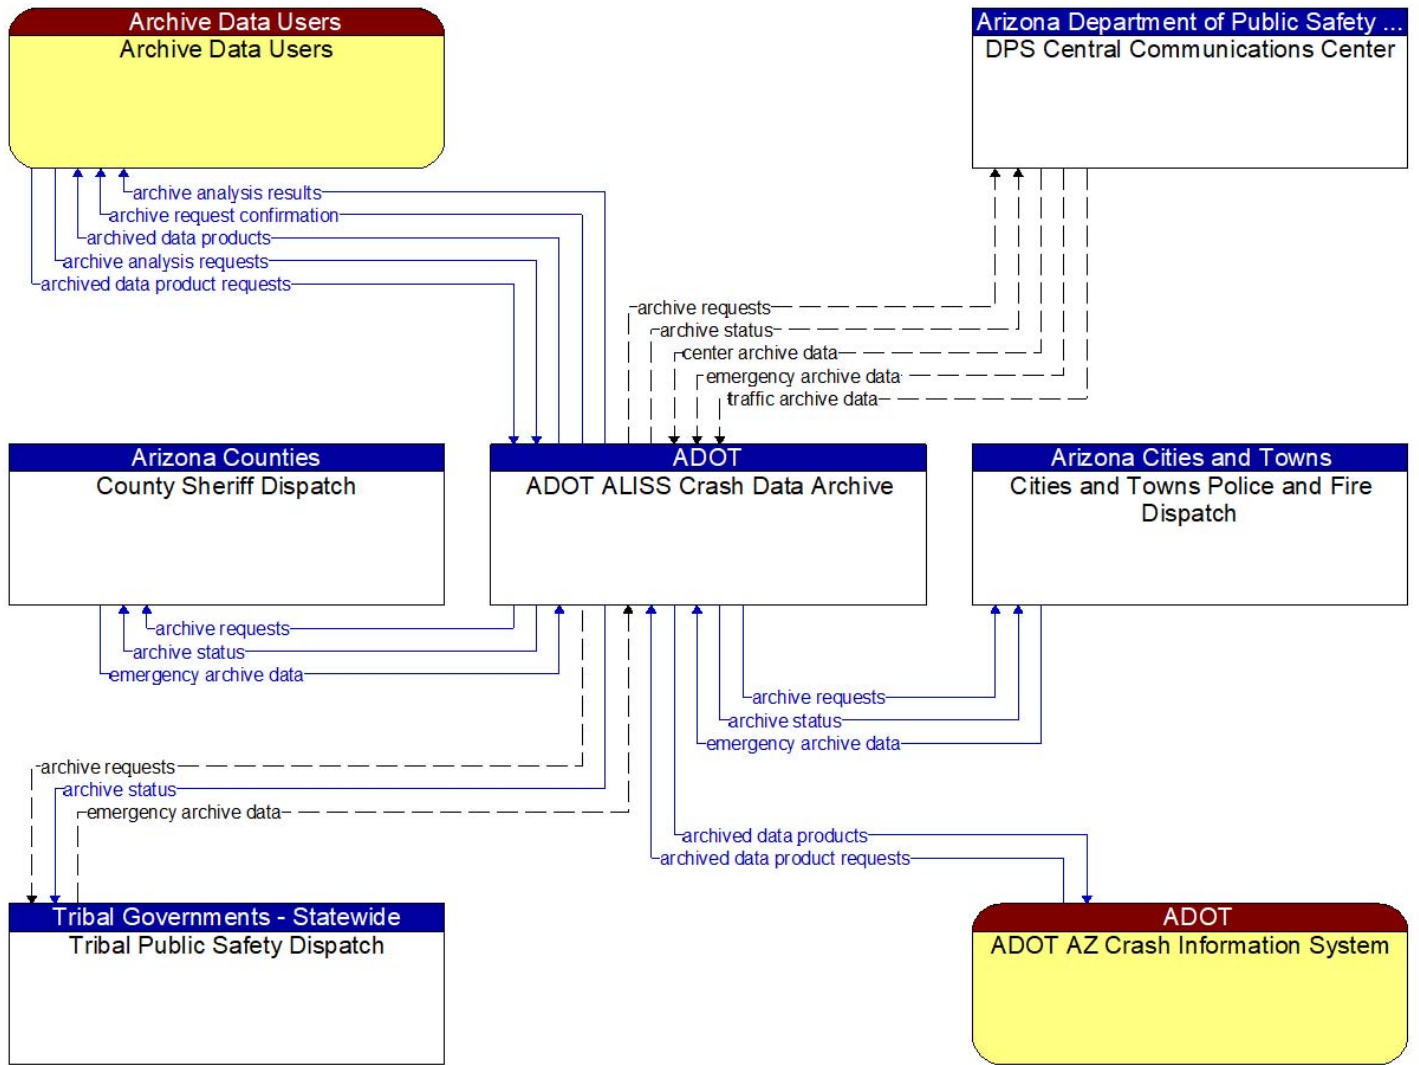 Archive Data Users
Archive Data Users
Arizona Department of Public Safety ...
DPS Central Communications Center
archive analysis results
archive request confirmation
archived data products
archive analysis requests
archived data product requests
archive requests
archive status
center archive data
emergency archive data
traffic archive data
Arizona Counties
County Sheriff Dispatch
ADOT
ADOT ALISS Crash Data Archive
Arizona Cities and Towns
Cities and Towns Police and Fire
Dispatch
archive requests
archive status
emergency archive data
archive requests
archive status
emergency archive data
archive requests
archive status
emergency archive data
archived data products
archived data product requests
Tribal Governments - Statewide
Tribal Public Safety Dispatch
ADOT
ADOT AZ Crash Information System